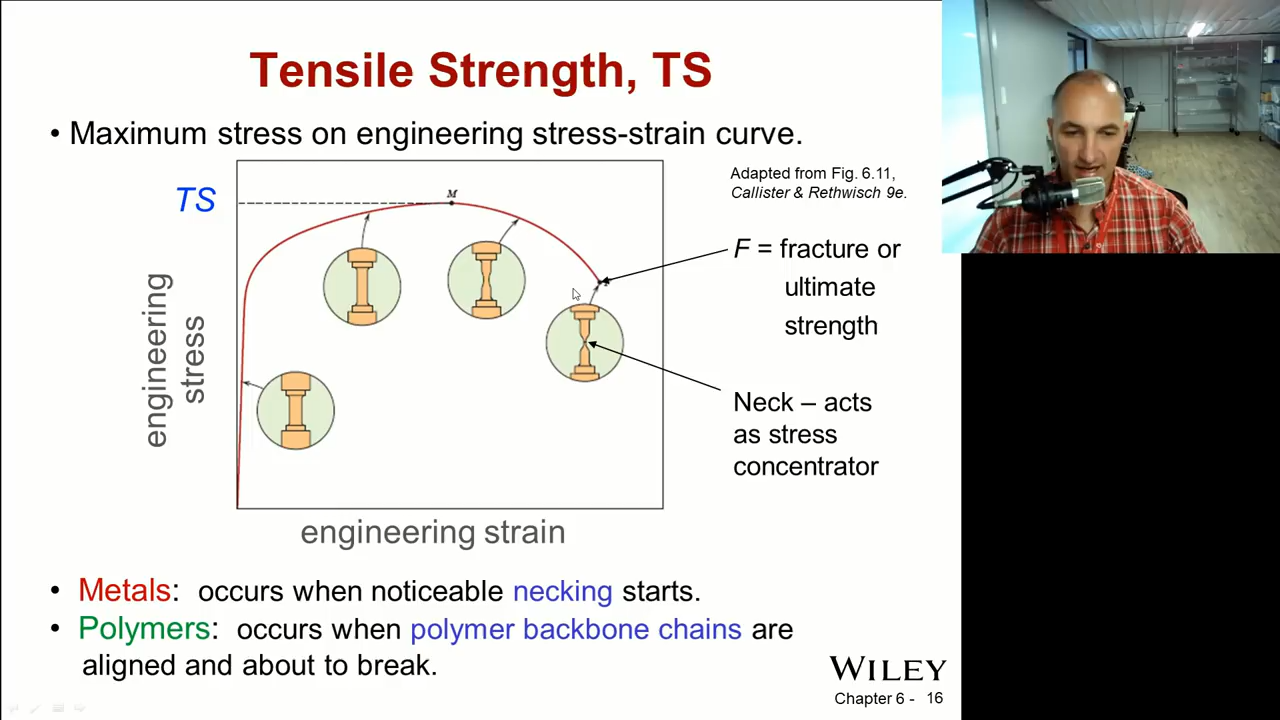 Tensile Strength, TS
• Maximum stress on engineering stress-strain curve.
Adapted from Fig. 6.11,
Callister & Rethwisch 9e.
TS
M
F = fracture or
ultimate
strength
engineering
stress
Neck – acts
as stress
concentrator
engineering strain
• Metals: occurs when noticeable necking starts.
• Polymers: occurs when polymer backbone chains are
aligned and about to break.
WILEY
Chapter 6 - 16